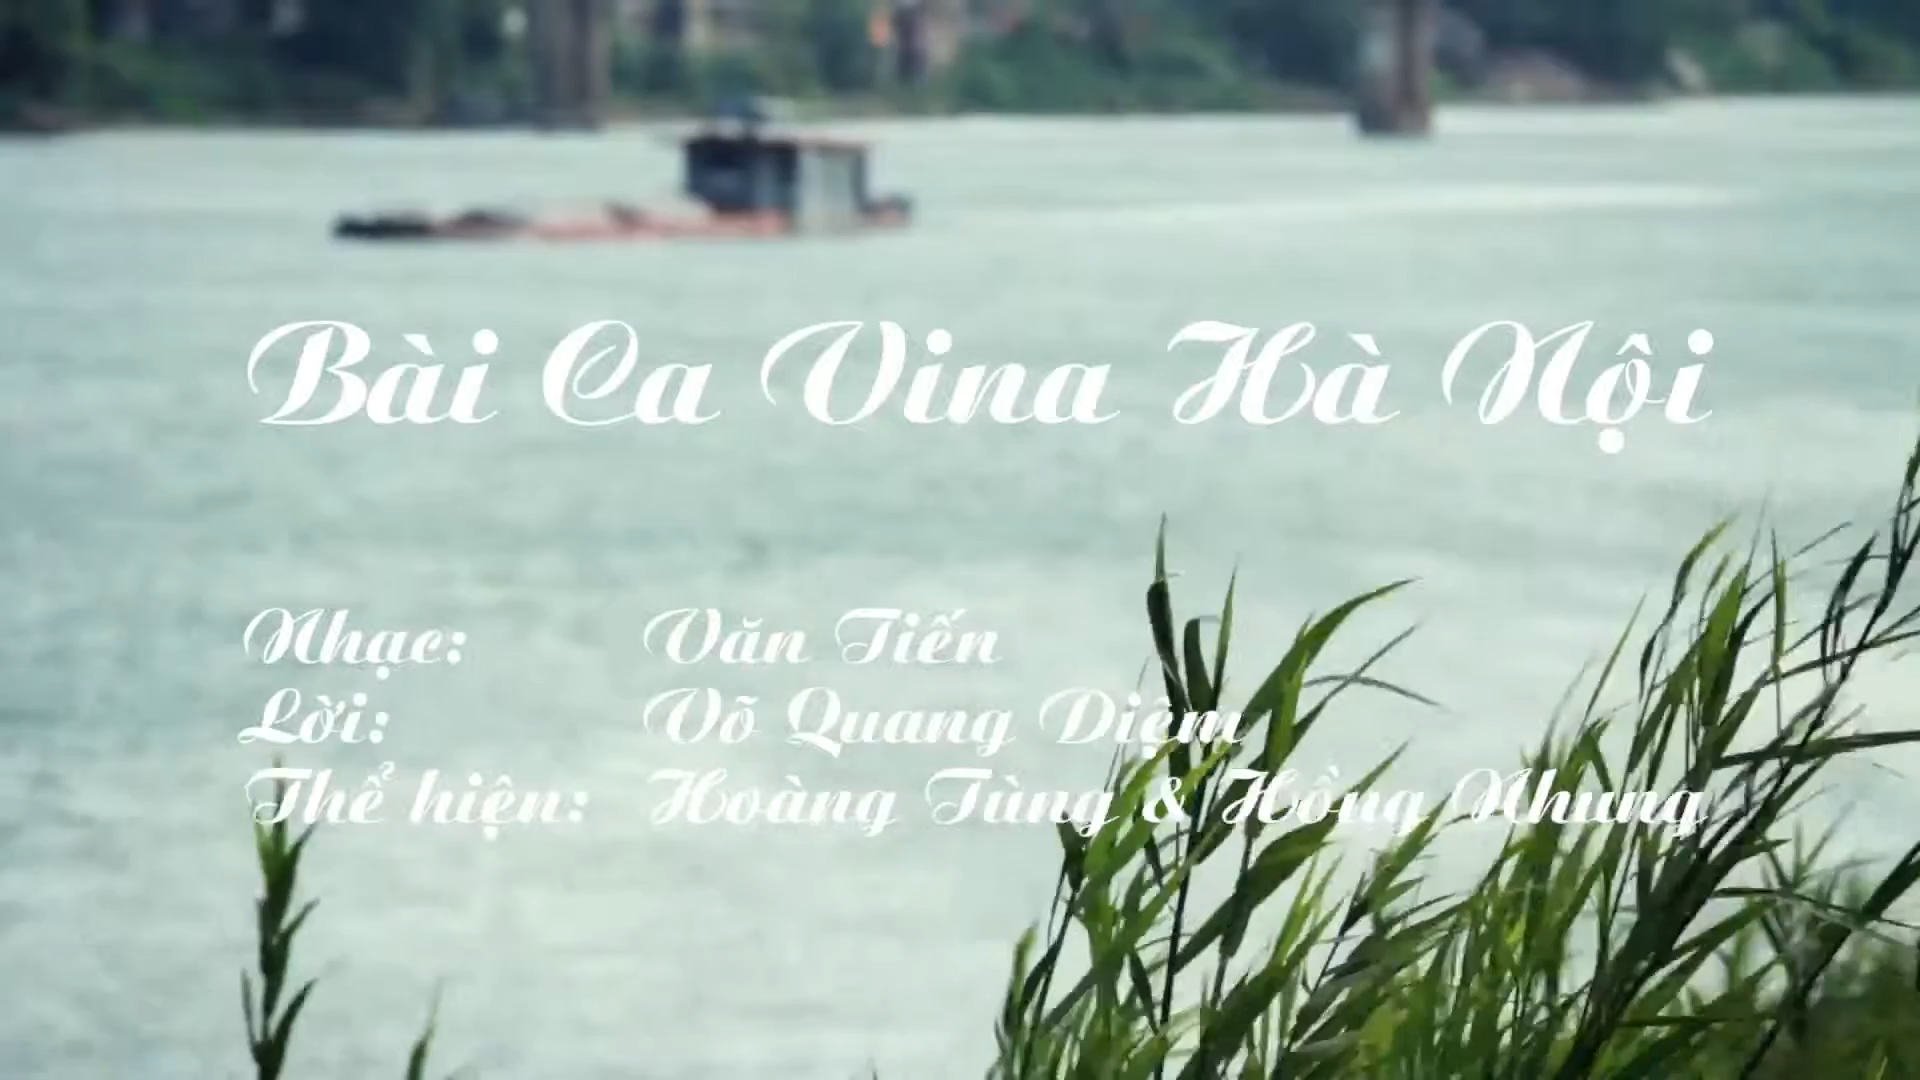 Bài Ca Vina Hà Nội
Nhạc: Văn Tiến
Lời: Võ Quang Diệm
Thể hiện: Hoàng Tùng & Hồng Nhung